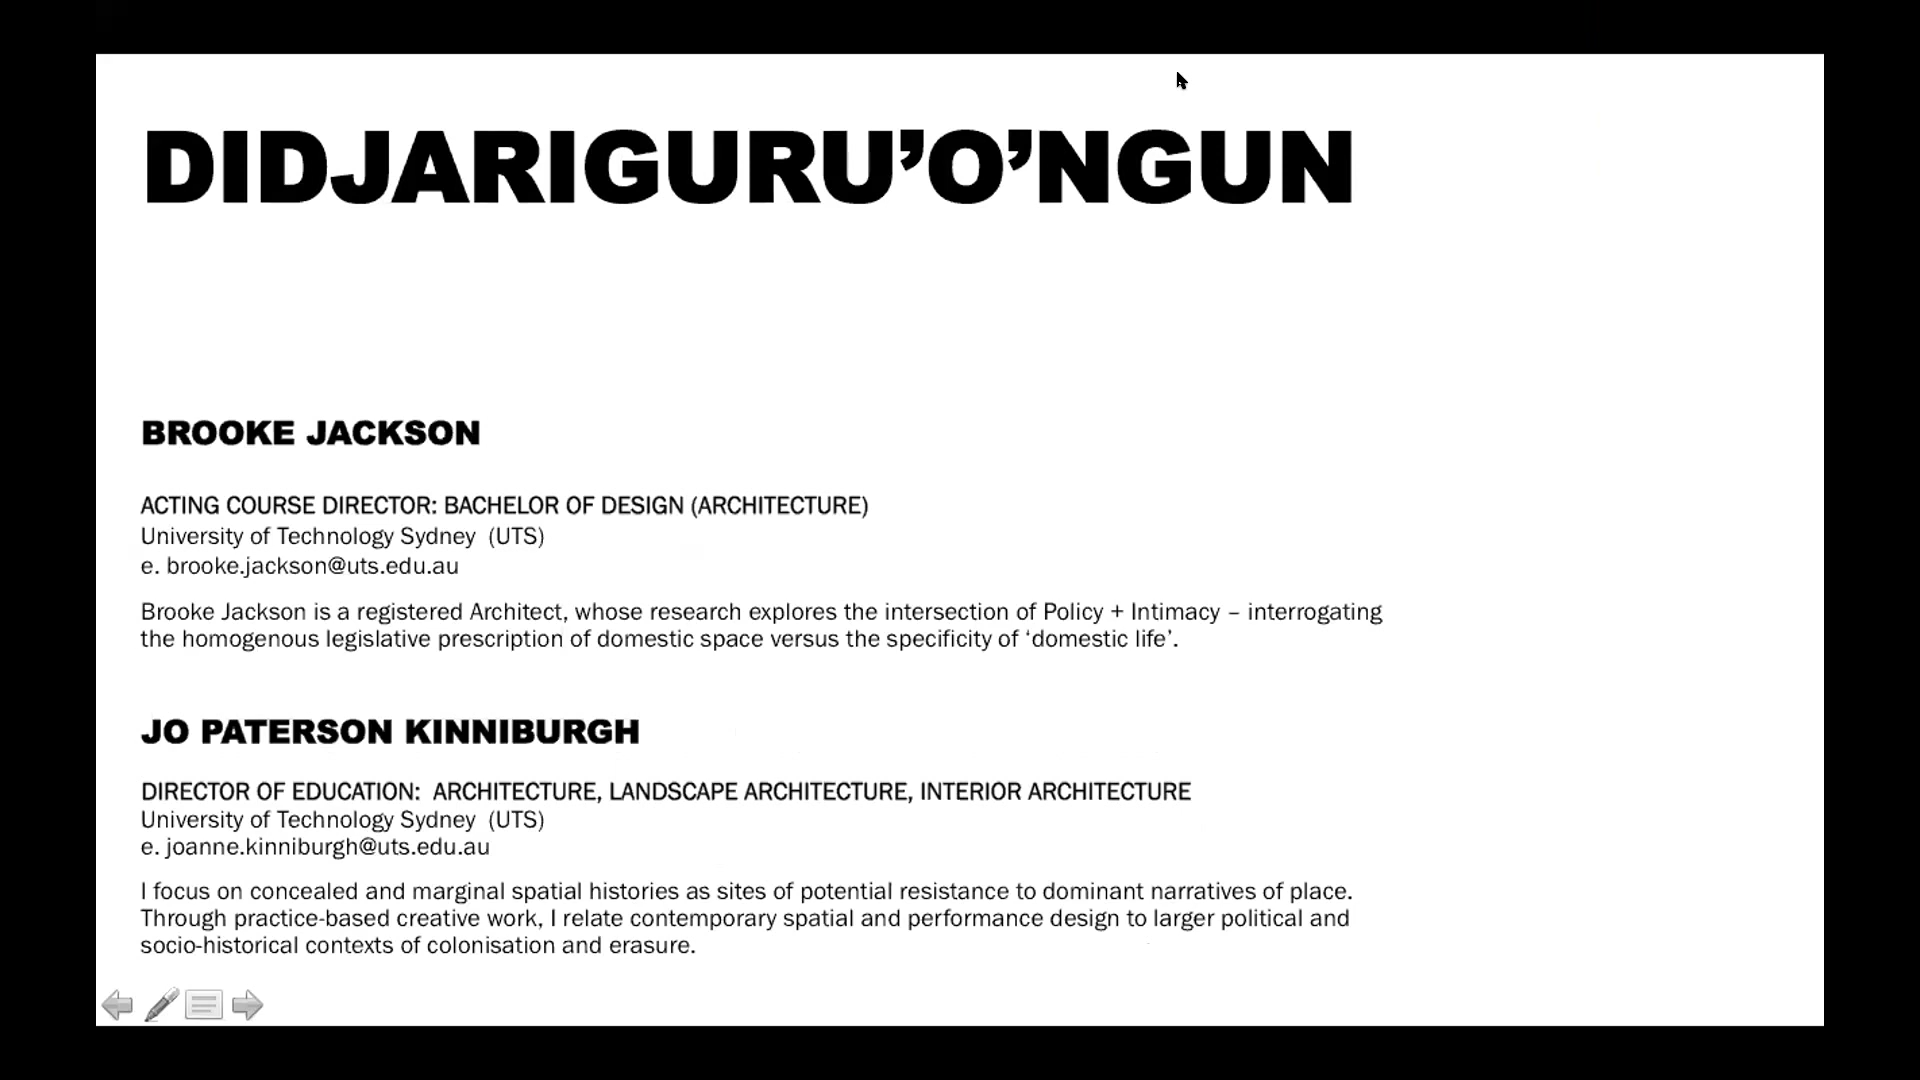 DIDJARIGURU’O’NGUN
BROOKE JACKSON
ACTING COURSE DIRECTOR: BACHELOR OF DESIGN (ARCHITECTURE)
University of Technology Sydney  (UTS)
e. brooke.jackson@uts.edu.au
Brooke Jackson is a registered Architect, whose research explores the intersection of Policy + Intimacy – interrogating
the homogenous legislative prescription of domestic space versus the specificity of ‘domestic life’.
JO PATERSON KINNIBURGH
DIRECTOR OF EDUCATION:  ARCHITECTURE, LANDSCAPE ARCHITECTURE, INTERIOR ARCHITECTURE
University of Technology Sydney  (UTS)
e. joanne.kinniburgh@uts.edu.au
I focus on concealed and marginal spatial histories as sites of potential resistance to dominant narratives of place.
Through practice-based creative work, I relate contemporary spatial and performance design to larger political and
socio-historical contexts of colonisation and erasure.